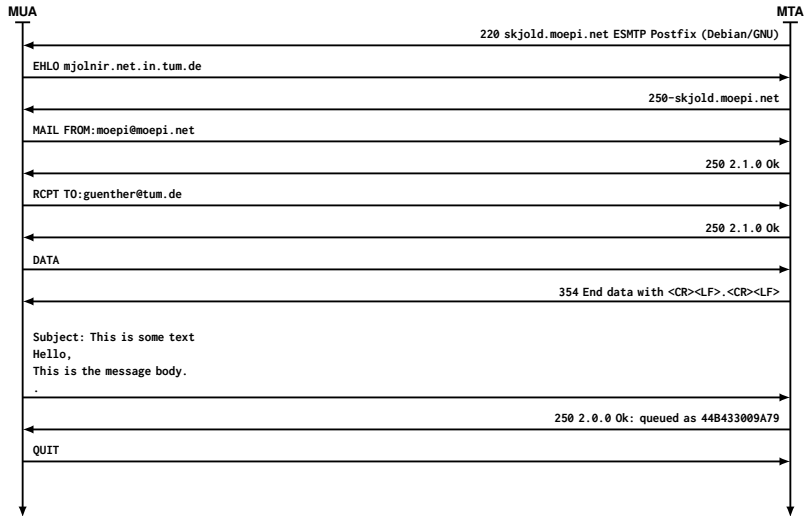 MUA MTA
220 skjold.moepi.net ESMTP Postfix (Debian/GNU)
EHLO mjolnir.net.in.tum.de
250-skjold.moepi.net
MAIL FROM:moepi@moepi.net
250 2.1.0 Ok
RCPT TO:guenther@tum.de
250 2.1.0 Ok
DATA
354 End data with <CR><LF>.<CR><LF>
Subject: This is some text
Hello,
This is the message body.
.
250 2.0.0 Ok: queued as 44B433009A79
QUIT